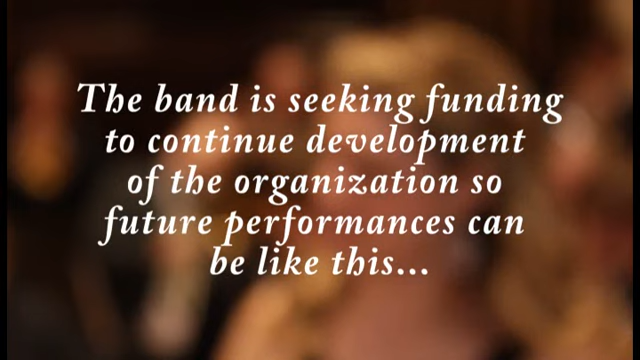 The band is seeking funding
to continue development
of the organization so
future performances can
be like this...